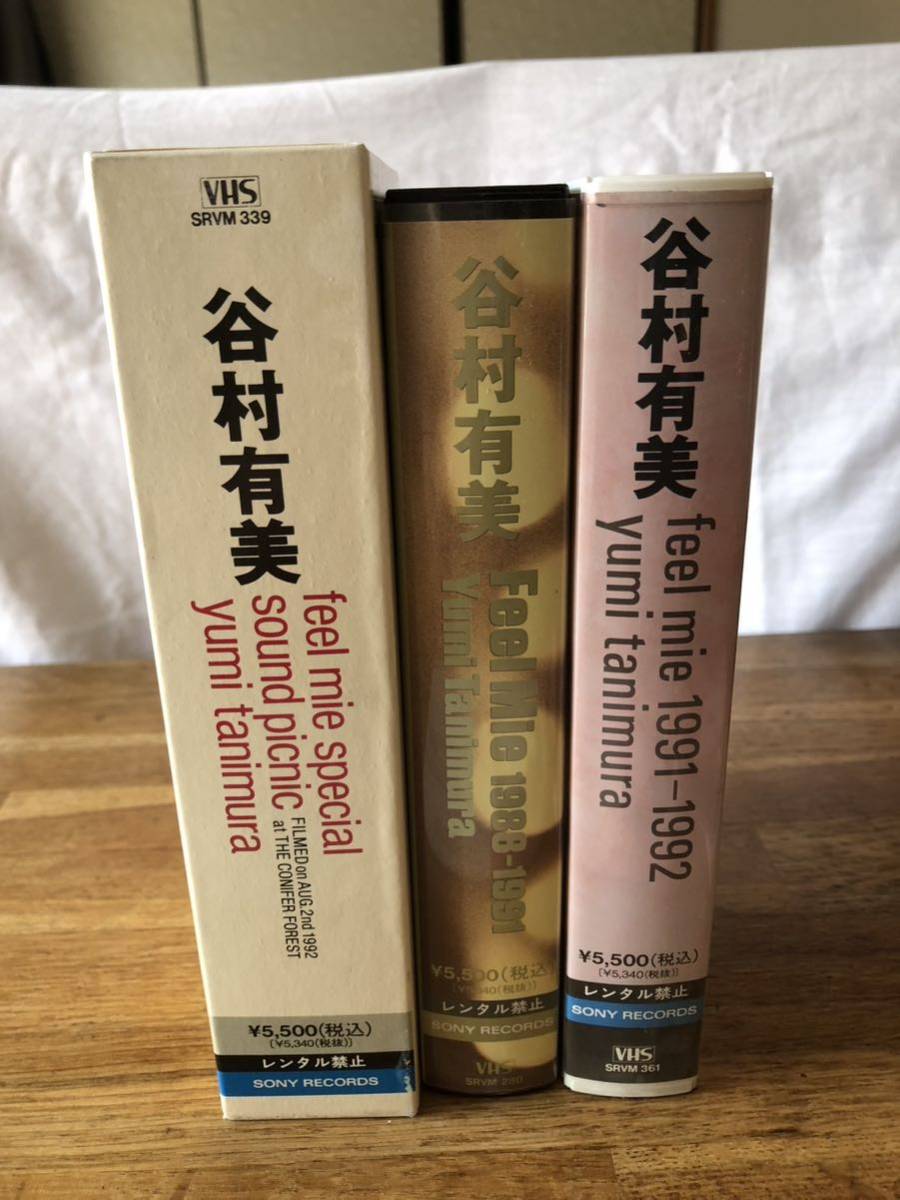 VHS
SRVM 339
谷村有美
feel mie special
sound picnic
FILMED on AUG.2nd 1992
at THE CONIFER FOREST
yumi tanimura
¥5,500(税込)
[¥5,340(税抜)]
レンタル禁止
SONY RECORDS
谷村有美
Feel Mie 1988-1991
Yumi Tanimura
¥5,500(税込)
[¥5,340(税抜)]
レンタル禁止
SONY RECORDS
VHS
谷村有美
feel mie 1991-1992
yumi tanimura
¥5,500(税込)
[¥5,340(税抜)]
レンタル禁止
SONY RECORDS
VHS
SRVM 361